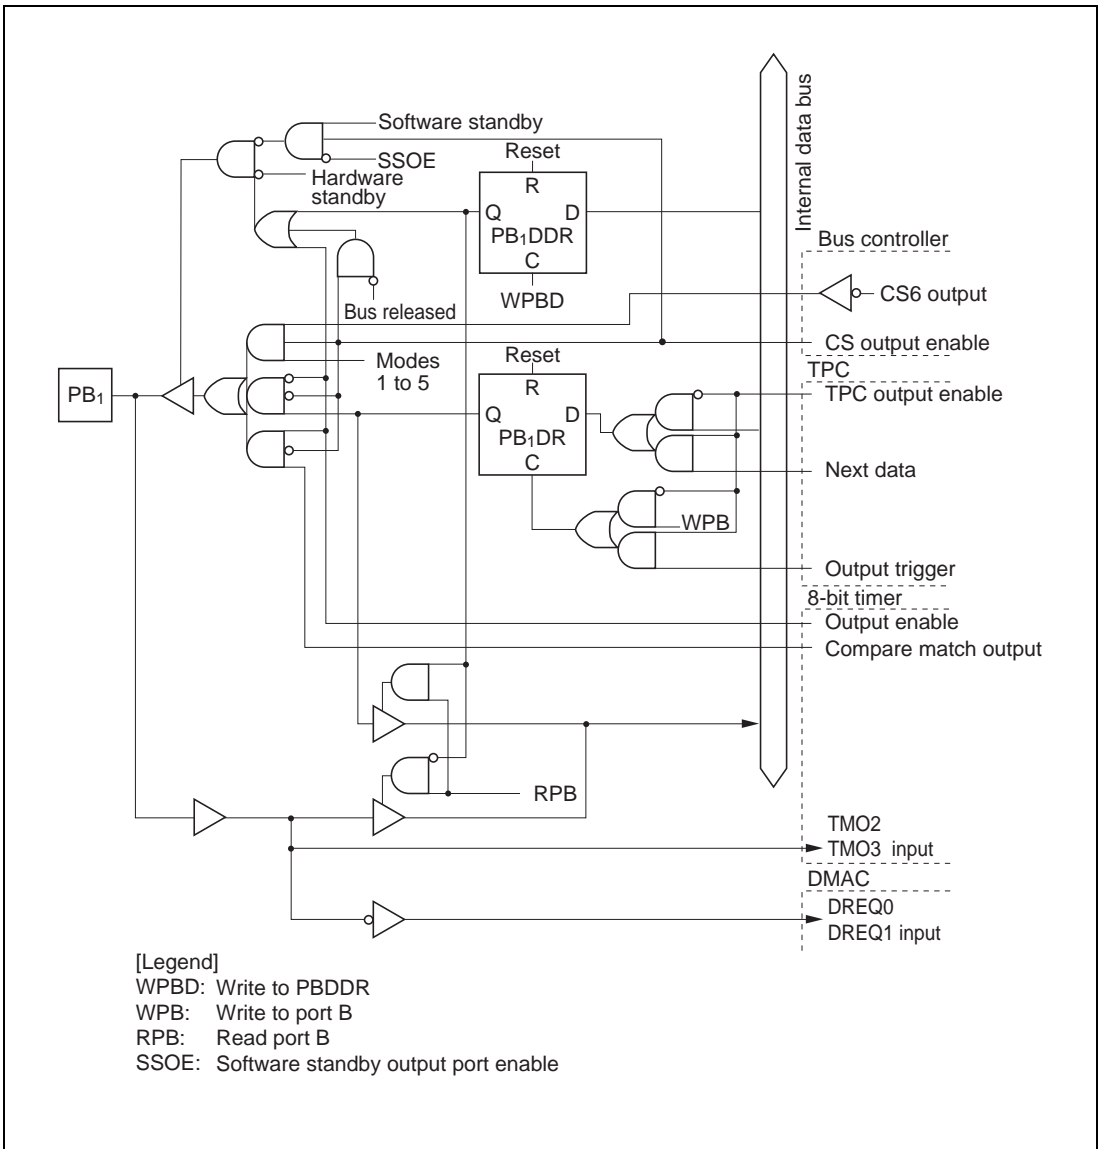 Software standby
SSOE
Hardware
standby
Reset
R
Q D
PB1DDR
C
WPBD
Bus released
Internal data bus
Bus controller
CS6 output
CS output enable
Modes
1 to 5
PB1
Reset
R
Q D
PB1DR
C
TPC
TPC output enable
Next data
WPB
Output trigger
8-bit timer
Output enable
Compare match output
RPB
TMO2
TMO3 input
DMAC
DREQ0
DREQ1 input
[Legend]
WPBD: Write to PBDDR
WPB: Write to port B
RPB: Read port B
SSOE: Software standby output port enable